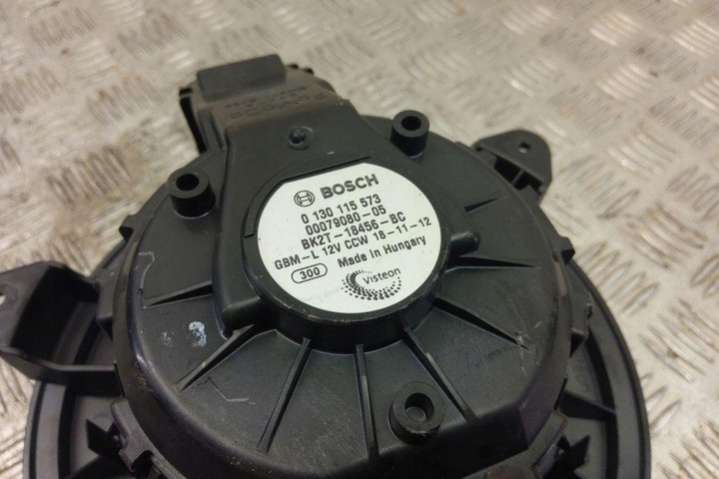 BOSCH
0 130 115 573
00079080-05
BK2T-18456-BC
GBM-L 12V CCW 18-11-12
300 Made in Hungary
Visteon